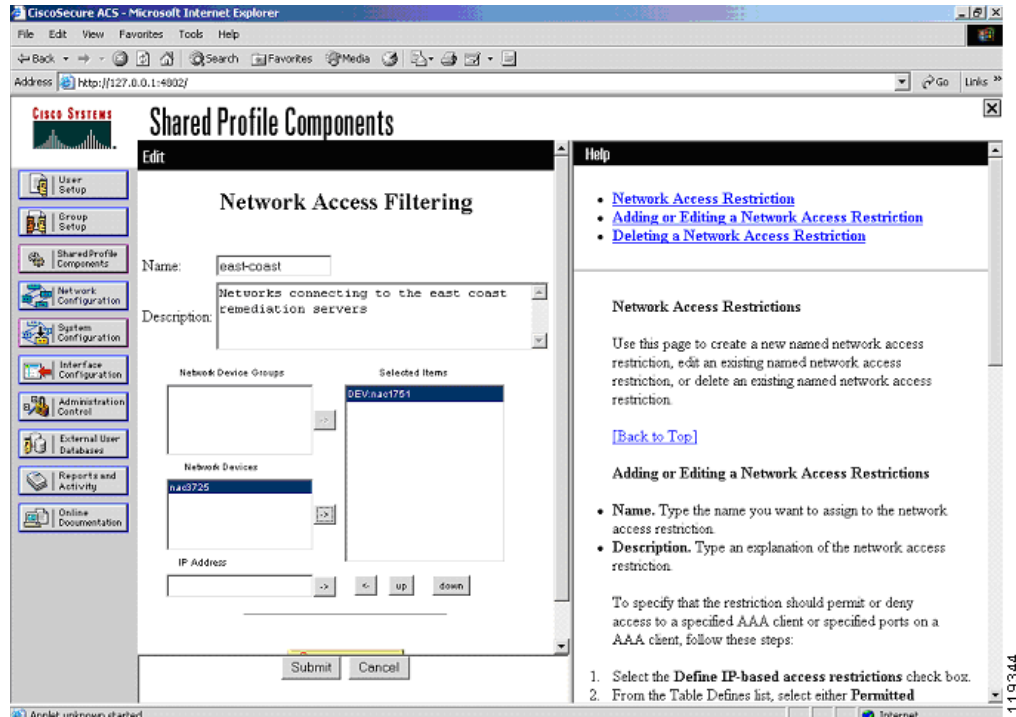 CiscoSecure ACS - Microsoft Internet Explorer
File Edit View Favorites Tools Help
Back Search Favorites Media
Address http://127.0.0.1:4802/ Go Links »
CISCO SYSTEMS
Shared Profile Components
User Setup
Group Setup
Shared Profile Components
Network Configuration
System Configuration
Interface Configuration
Administration Control
External User Databases
Reports and Activity
Online Documentation
Edit
Network Access Filtering
Name: east-coast
Description: Networks connecting to the east coast
remediation servers
Network Device Groups
Selected Items
DEV:nac1751
->
Network Devices
nac3725
->
IP Address
-> <- up down
Submit Cancel
Help
• Network Access Restriction
• Adding or Editing a Network Access Restriction
• Deleting a Network Access Restriction
Network Access Restrictions
Use this page to create a new named network access
restriction, edit an existing named network access
restriction, or delete an existing named network access
restriction.
[Back to Top]
Adding or Editing a Network Access Restrictions
• Name. Type the name you want to assign to the network
access restriction.
• Description. Type an explanation of the network access
restriction.
To specify that the restriction should permit or deny
access to a specified AAA client or specified ports on a
AAA client, follow these steps:
1. Select the Define IP-based access restrictions check box.
2. From the Table Defines list, select either Permitted
Applet unknown started
Internet
119344